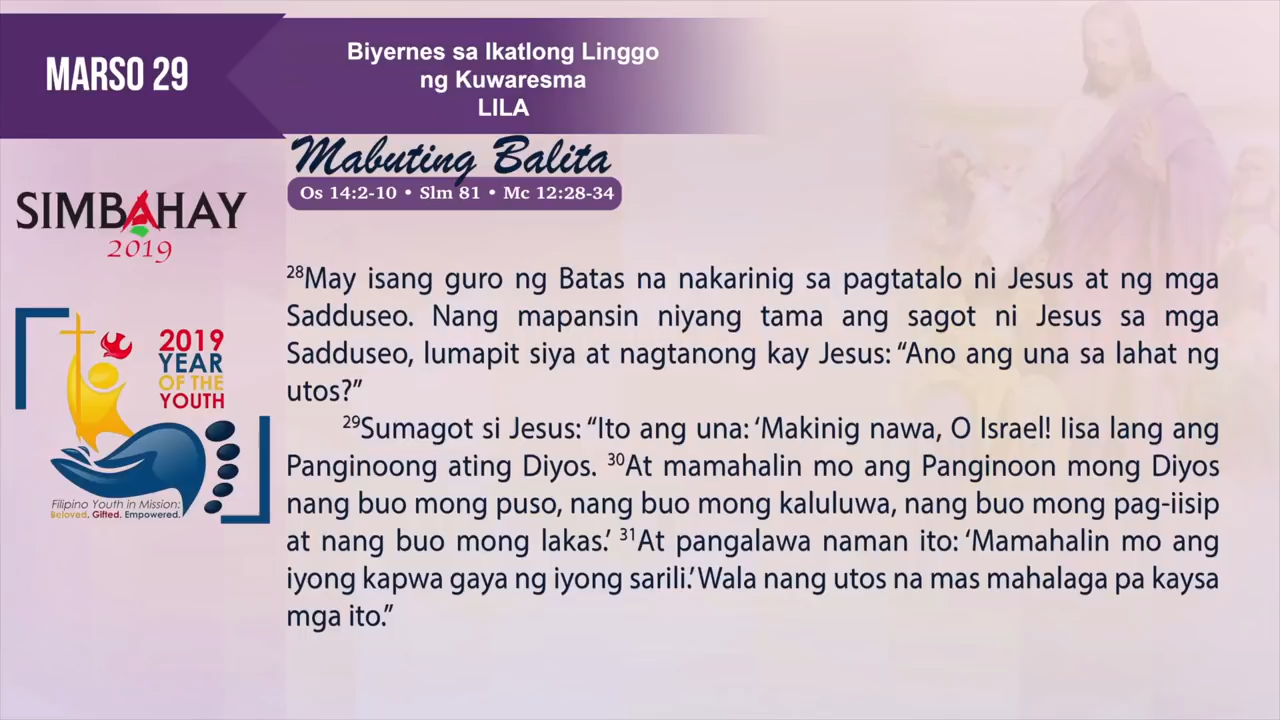 MARSO 29
Biyernes sa Ikatlong Linggo
ng Kuwaresma
LILA
Mabuting Balita
Os 14:2-10 • Slm 81 • Mc 12:28-34
SIMBAHAY
2019
2019
YEAR
OF THE
YOUTH
Filipino Youth in Mission:
Beloved. Gifted. Empowered.
²⁸May isang guro ng Batas na nakarinig sa pagtatalo ni Jesus at ng mga
Sadduseo. Nang mapansin niyang tama ang sagot ni Jesus sa mga
Sadduseo, lumapit siya at nagtanong kay Jesus: “Ano ang una sa lahat ng
utos?”
²⁹Sumagot si Jesus: “Ito ang una: ‘Makinig nawa, O Israel! Iisa lang ang
Panginoong ating Diyos. ³⁰At mamahalin mo ang Panginoon mong Diyos
nang buo mong puso, nang buo mong kaluluwa, nang buo mong pag-iisip
at nang buo mong lakas.’ ³¹At pangalawa naman ito: ‘Mamahalin mo ang
iyong kapwa gaya ng iyong sarili.’ Wala nang utos na mas mahalaga pa kaysa
mga ito.”